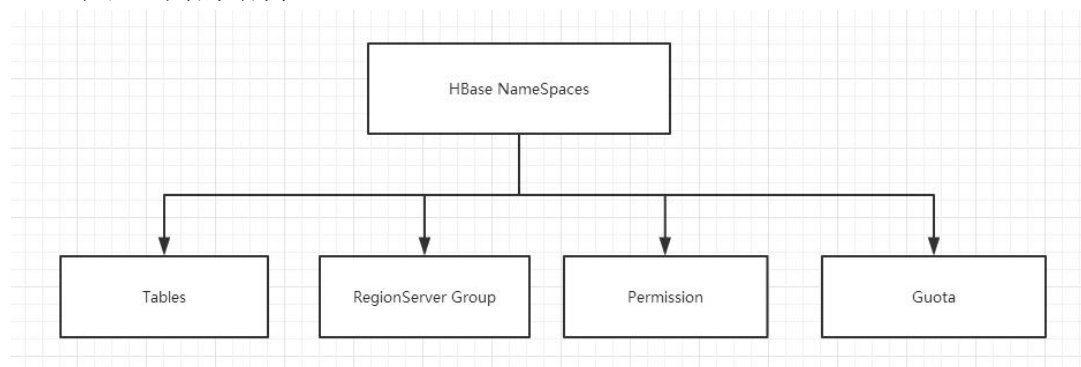 HBase NameSpaces
Tables
RegionServer Group
Permission
Guota